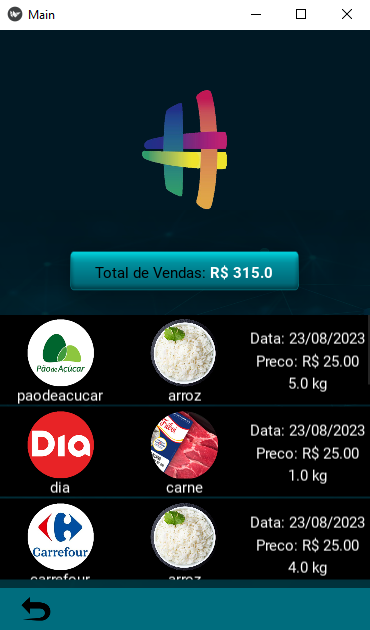 Main
Total de Vendas: R$ 315.0
Pão de Açúcar
paodeacucar
arroz
Data: 23/08/2023
Preco: R$ 25.00
5.0 kg
Dia
dia
carne
Data: 23/08/2023
Preco: R$ 25.00
1.0 kg
Carrefour
carrefour
arroz
Data: 23/08/2023
Preco: R$ 25.00
4.0 kg